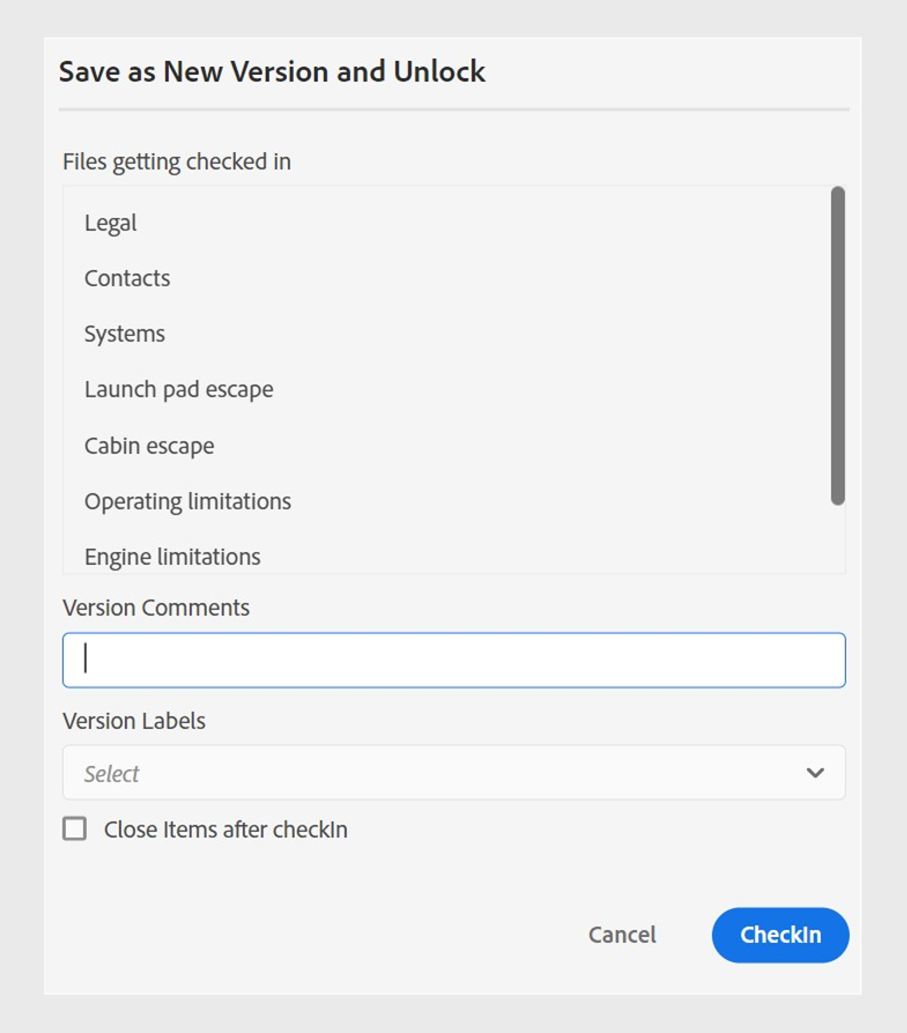 Save as New Version and Unlock
Files getting checked in
Legal
Contacts
Systems
Launch pad escape
Cabin escape
Operating limitations
Engine limitations
Version Comments
Version Labels
Select
Close Items after checkIn
Cancel
CheckIn